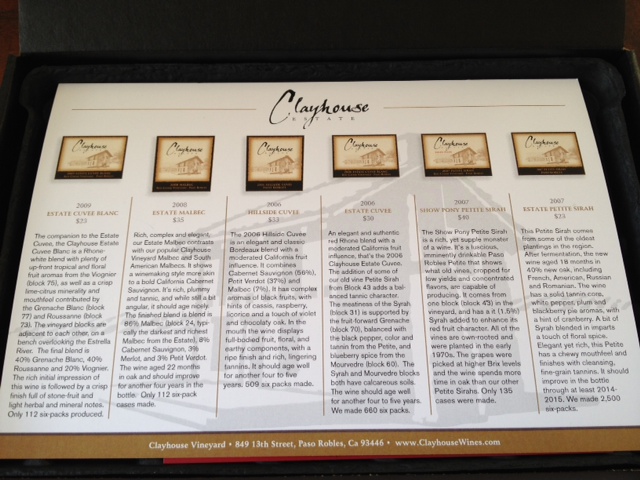 Clayhouse
ESTATE
Clayhouse
Clayhouse
Clayhouse
Clayhouse
Clayhouse
Clayhouse
2009
ESTATE CUVEE BLANC
$23
The companion to the Estate
Cuvee, the Clayhouse Estate
Cuvee Blanc is a Rhone-
white blend with plenty of
up-front tropical and floral
fruit aromas from the Viognier
(block 75), as well as a crisp
lime-citrus minerality and
mouthfeel contributed by
the Grenache Blanc (block
77) and Roussanne (block
73). The vineyard blocks are
adjacent to each other, on a
bench overlooking the Estrella
River. The final blend is
40% Grenache Blanc, 40%
Roussanne and 20% Viognier.
The rich initial impression of
the wine is followed by a crisp
finish full of stone-fruit and
light herbal and mineral notes.
Only 112 six-packs produced.
2008
ESTATE MALBEC
$35
Rich, complex and elegant,
our Estate Malbec contrasts
with our popular Clayhouse
Vineyard Malbec and South
American Malbecs. It shows
a winemaking style more skin
to a bold California Cabernet
Sauvignon. It's rich, plummy
and tannic, and while still a bit
angular, it should age nicely.
The finished blend is blend is
86% Malbec (block 24, typi-
cally the darkest and richest
Malbec from the Estate), 8%
Cabernet Sauvignon, 3%
Merlot, and 3% Petit Verdot.
The wine aged 22 months
in oak and should improve
for another four years in the
bottle. Only 112 six-pack
cases made.
2006
HILLSIDE CUVEE
$33
The 2006 Hillside Cuvee
is an elegant and classic
Bordeaux blend with a
moderated California fruit
influence. It combines
Cabernet Sauvignon (56%),
Petit Verdot (37%) and
Malbec (7%). It has complex
aromas of black fruits, with
hints of cassis, raspberry,
licorice and a touch of violet
and chocolaty oak. In the
mouth the wine displays
full-bodied fruit, floral, and
earthy components, with a
ripe finish and rich, lingering
tannins. It should age well
for another four to five
years. 509 six packs made.
2006
ESTATE CUVEE
$30
An elegant and authentic
red Rhone blend with a
moderated California fruit
influence, that's the 2006
Clayhouse Estate Cuvee.
The addition of some of
our old vine Petite Sirah
from Block 43 adds a bal-
anced tannic character.
The meatiness of the Syrah
(block 31) is supported by
the fruit-forward Grenache
(block 70), balanced with
the black pepper, color and
tannin from the Petite, and
blueberry spice from the
Mourvedre (block 60). The
Syrah and Mourvedre blocks
both have calcareous soils.
The wine should age well
for another four to five years.
We made 660 six packs.
2007
SHOW PONY PETITE SIRAH
$40
The Show Pony Petite Sirah
is a rich, yet supple monster
of a wine. It's a luscious,
imminently drinkable Paso
Robles Petite that shows
what old vines, cropped for
low yields and concentrated
flavors, are capable of
producing. It comes from
one block (block 43) in the
vineyard, and has a it (1.5%)
Syrah added to enhance its
red fruit character. All of the
vines are own-rooted and
were planted in the early
1970s. The grapes were
picked at higher Brix levels
and the wine spends more
time in oak than our other
Petite Sirahs. Only 135
cases were made.
2007
ESTATE PETITE SIRAH
$23
This Petite Sirah comes
from some of the oldest
plantings in the region.
After fermentation, the new
wine aged 18 months in
40% new oak, including
French, American, Russian
and Romanian. The wine
has a solid tannin core,
white pepper, plum and
blackberry pie aromas, with
a hint of cranberry. A bit of
Syrah blended in imparts
a touch of floral spice.
Elegant yet rich, this Petite
has a chewy mouthfeel and
finishes with cleansing,
fine-grain tannins. It should
improve in the bottle
through at least 2014-
2015. We made 2,500
six-packs.
Clayhouse Vineyard • 849 13th Street, Paso Robles, Ca 93446 • www.ClayhouseWines.com